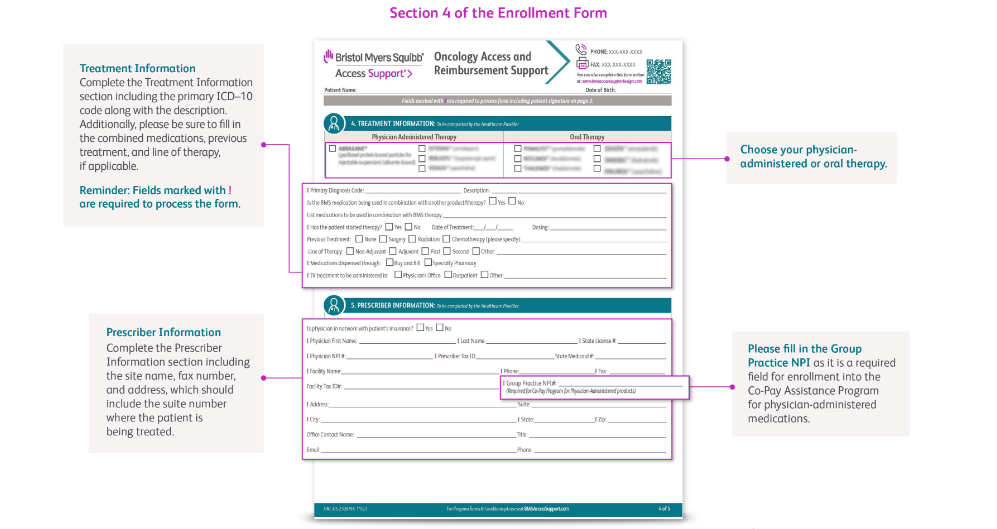 Section 4 of the Enrollment Form
Treatment Information
Complete the Treatment Information
section including the primary ICD–10
code along with the description.
Additionally, please be sure to fill in
the combined medications, previous
treatment, and line of therapy,
if applicable.
Reminder: Fields marked with !
are required to process the form.
Prescriber Information
Complete the Prescriber
Information section including
the site name, fax number,
and address, which should
include the suite number
where the patient is
being treated.
Bristol Myers Squibb™
Access Support®
Oncology Access and
Reimbursement Support
PHONE: XXX-XXX-XXXX
FAX: XXX-XXX-XXXX
Patient Name:
Date of Birth:
Fields marked with ! are required to process form including patient signature on page 3.
4. TREATMENT INFORMATION: To be completed by the Healthcare Provider
Physician Administered Therapy
Oral Therapy
ABRAXANE®
! Primary Diagnosis Code: Description:
Is the BMS medication being used in combination with another product/therapy? Yes No
List medications to be used in combination with BMS therapy:
! Has the patient started therapy? Yes No Date of Treatment: / / Dosing:
Previous Treatment: None Surgery Radiation Chemotherapy (please specify):
Line of Therapy: Neo-Adjuvant Adjuvant First Second Other:
! Medications dispensed through: Buy and Bill Specialty Pharmacy
! IV treatment to be administered in: Physician's Office Outpatient Other:
5. PRESCRIBER INFORMATION: To be completed by the Healthcare Provider
Is physician in network with patient's insurance? Yes No
! Physician First Name: ! Last Name: ! State License #:
! Physician NPI #: ! Prescriber Tax ID State Medicaid #:
! Facility Name: ! Phone: ! Fax:
Facility Tax ID#:
! Group Practice NPI#:
(Required for Co-Pay Program for Physician-Administered products)
! Address: Suite:
! City: ! State: ! Zip:
Office Contact Name: Title:
Email: Phone:
For Program Terms & Conditions please visit BMSAccessSupport.com
4 of 5
Choose your physician-
administered or oral therapy.
Please fill in the Group
Practice NPI as it is a required
field for enrollment into the
Co-Pay Assistance Program
for physician-administered
medications.